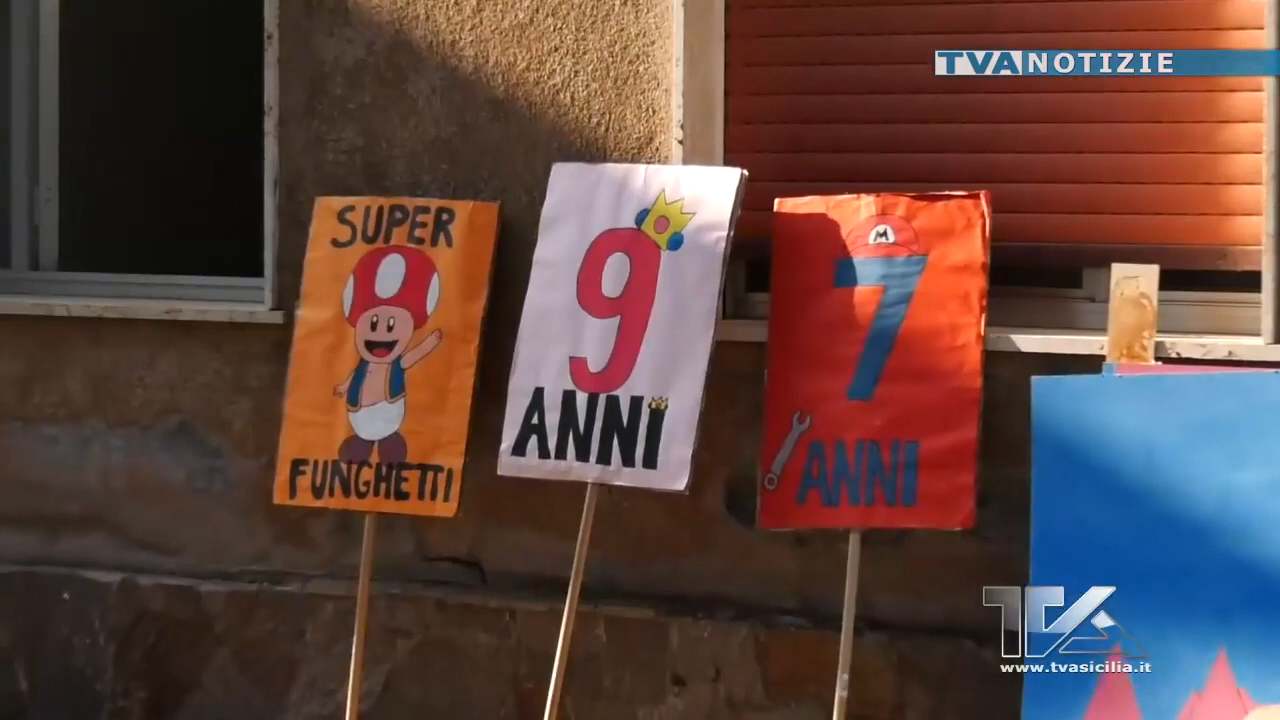 TVA NOTIZIE
SUPER
FUNGHETTI
9
ANNI
M
7
ANNI
TVA
www.tvasicilia.it